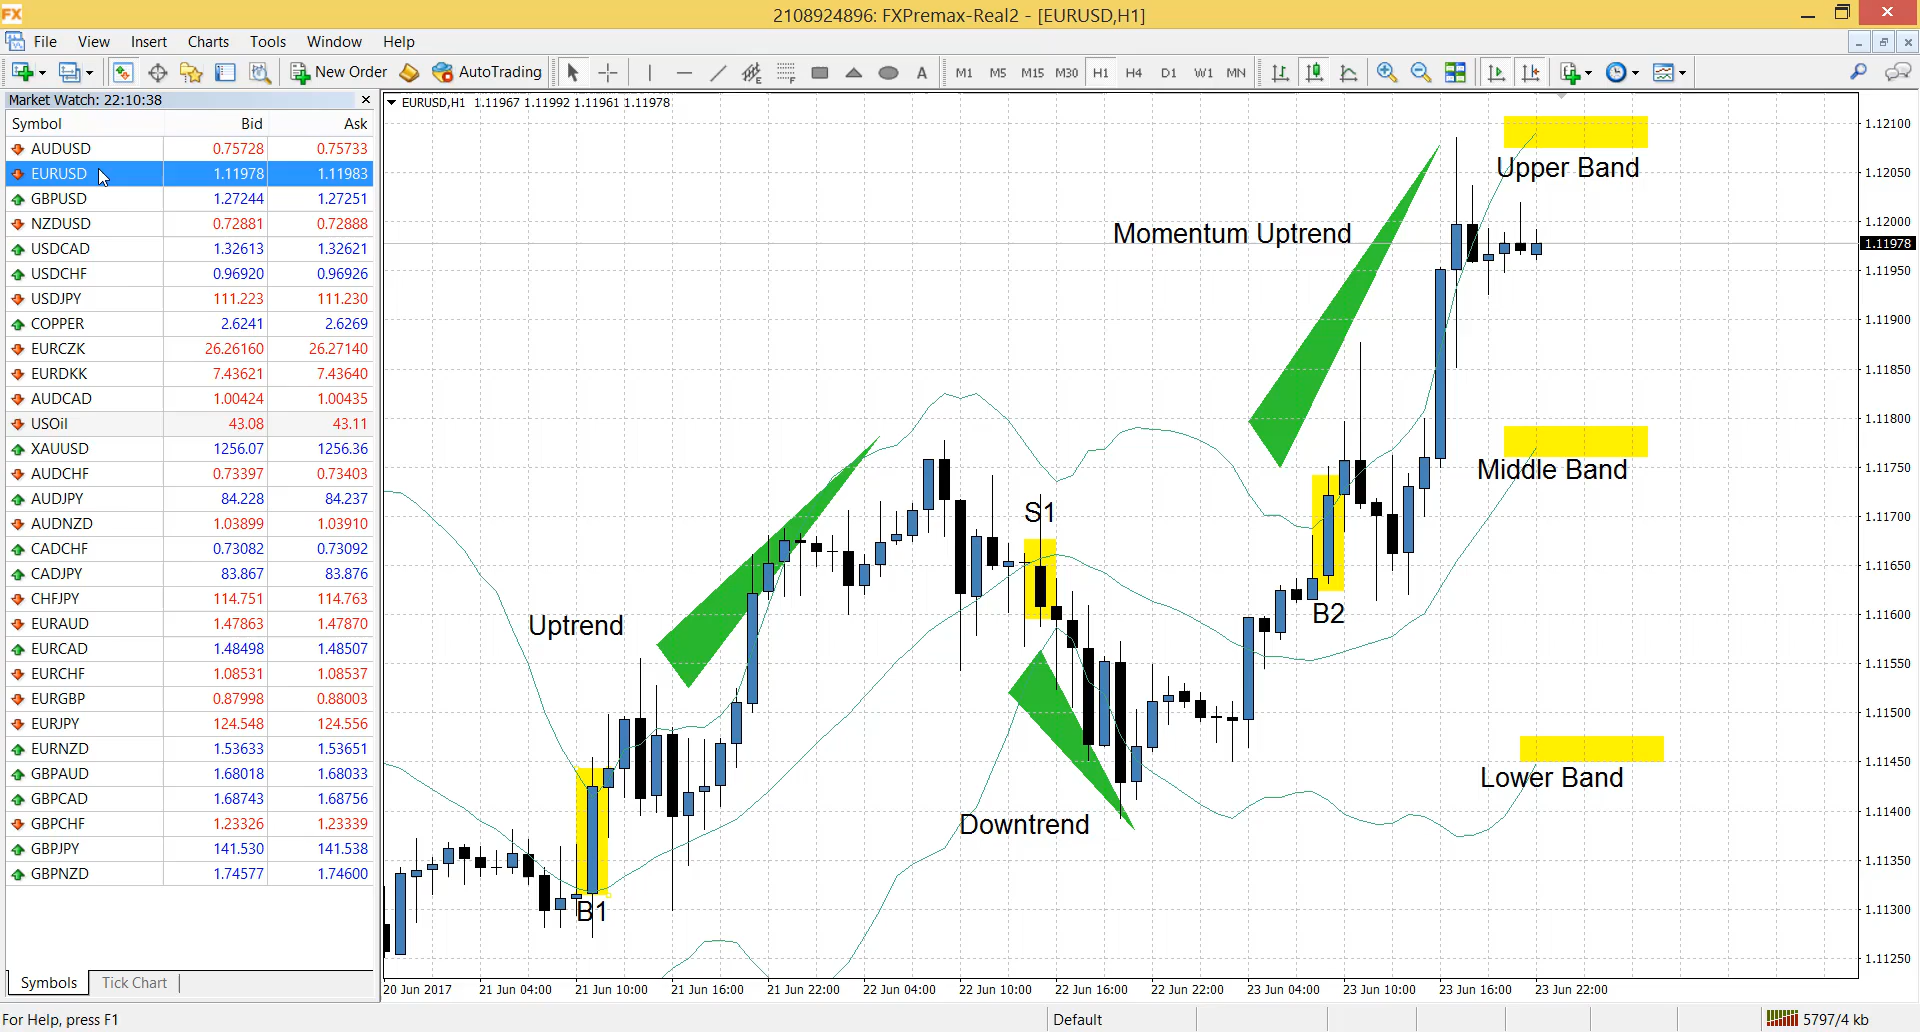 FX
2108924896: FXPremax-Real2 - [EURUSD,H1]
File View Insert Charts Tools Window Help
New Order AutoTrading E F A M1 M5 M15 M30 H1 H4 D1 W1 MN
Market Watch: 22:10:38
Symbol Bid Ask
AUDUSD 0.75728 0.75733
EURUSD 1.11978 1.11983
GBPUSD 1.27244 1.27251
NZDUSD 0.72881 0.72888
USDCAD 1.32613 1.32621
USDCHF 0.96920 0.96926
USDJPY 111.223 111.230
COPPER 2.6241 2.6269
EURCZK 26.26160 26.27140
EURDKK 7.43621 7.43640
AUDCAD 1.00424 1.00435
USOil 43.08 43.11
XAUUSD 1256.07 1256.36
AUDCHF 0.73397 0.73403
AUDJPY 84.228 84.237
AUDNZD 1.03899 1.03910
CADCHF 0.73082 0.73092
CADJPY 83.867 83.876
CHFJPY 114.751 114.763
EURAUD 1.47863 1.47870
EURCAD 1.48498 1.48507
EURCHF 1.08531 1.08537
EURGBP 0.87998 0.88003
EURJPY 124.548 124.556
EURNZD 1.53633 1.53651
GBPAUD 1.68018 1.68033
GBPCAD 1.68743 1.68756
GBPCHF 1.23326 1.23339
GBPJPY 141.530 141.538
GBPNZD 1.74577 1.74600
Symbols Tick Chart
EURUSD,H1 1.11967 1.11992 1.11961 1.11978
Upper Band
Momentum Uptrend
Middle Band
S1
B2
Uptrend
Lower Band
Downtrend
B1
1.12100
1.12050
1.12000
1.11978
1.11950
1.11900
1.11850
1.11800
1.11750
1.11700
1.11650
1.11600
1.11550
1.11500
1.11450
1.11400
1.11350
1.11300
1.11250
20 Jun 2017 21 Jun 04:00 21 Jun 10:00 21 Jun 16:00 21 Jun 22:00 22 Jun 04:00 22 Jun 10:00 22 Jun 16:00 22 Jun 22:00 23 Jun 04:00 23 Jun 10:00 23 Jun 16:00 23 Jun 22:00
For Help, press F1 Default 5797/4 kb